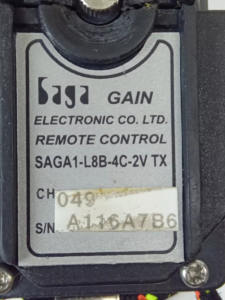 Saga GAIN
ELECTRONIC CO. LTD.
REMOTE CONTROL
SAGA1-L8B-4C-2V TX
CH 049
S/N A116A7B6